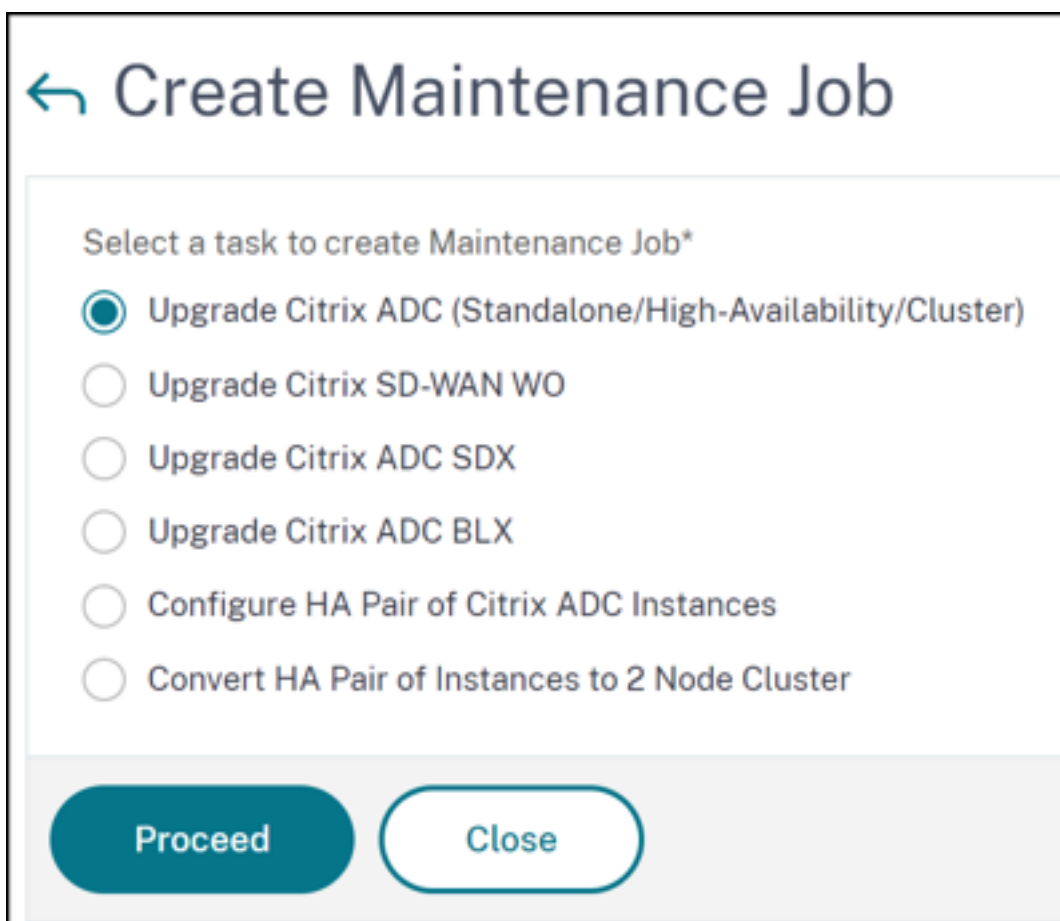 Create Maintenance Job
Select a task to create Maintenance Job*
Upgrade Citrix ADC (Standalone/High-Availability/Cluster)
Upgrade Citrix SD-WAN WO
Upgrade Citrix ADC SDX
Upgrade Citrix ADC BLX
Configure HA Pair of Citrix ADC Instances
Convert HA Pair of Instances to 2 Node Cluster
Proceed
Close